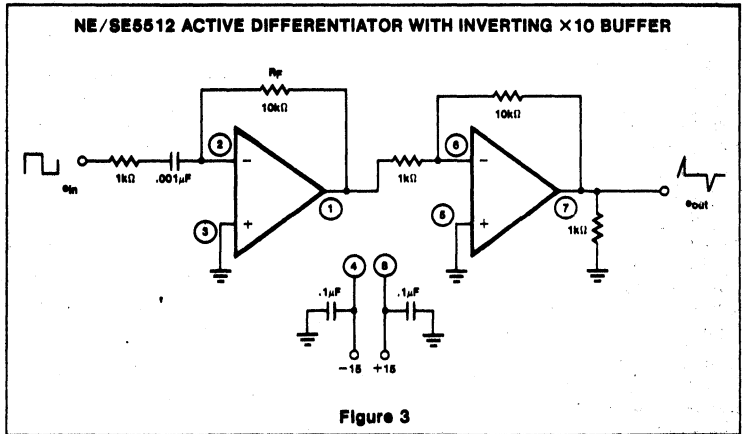 NE/SE5512 ACTIVE DIFFERENTIATOR WITH INVERTING ×10 BUFFER
RF
10kΩ
10kΩ
2
−
1kΩ
.001µF
ein
3
+
1
1kΩ
6
−
5
+
7
1kΩ
eout
4
8
.1µF
.1µF
−15
+15
Figure 3